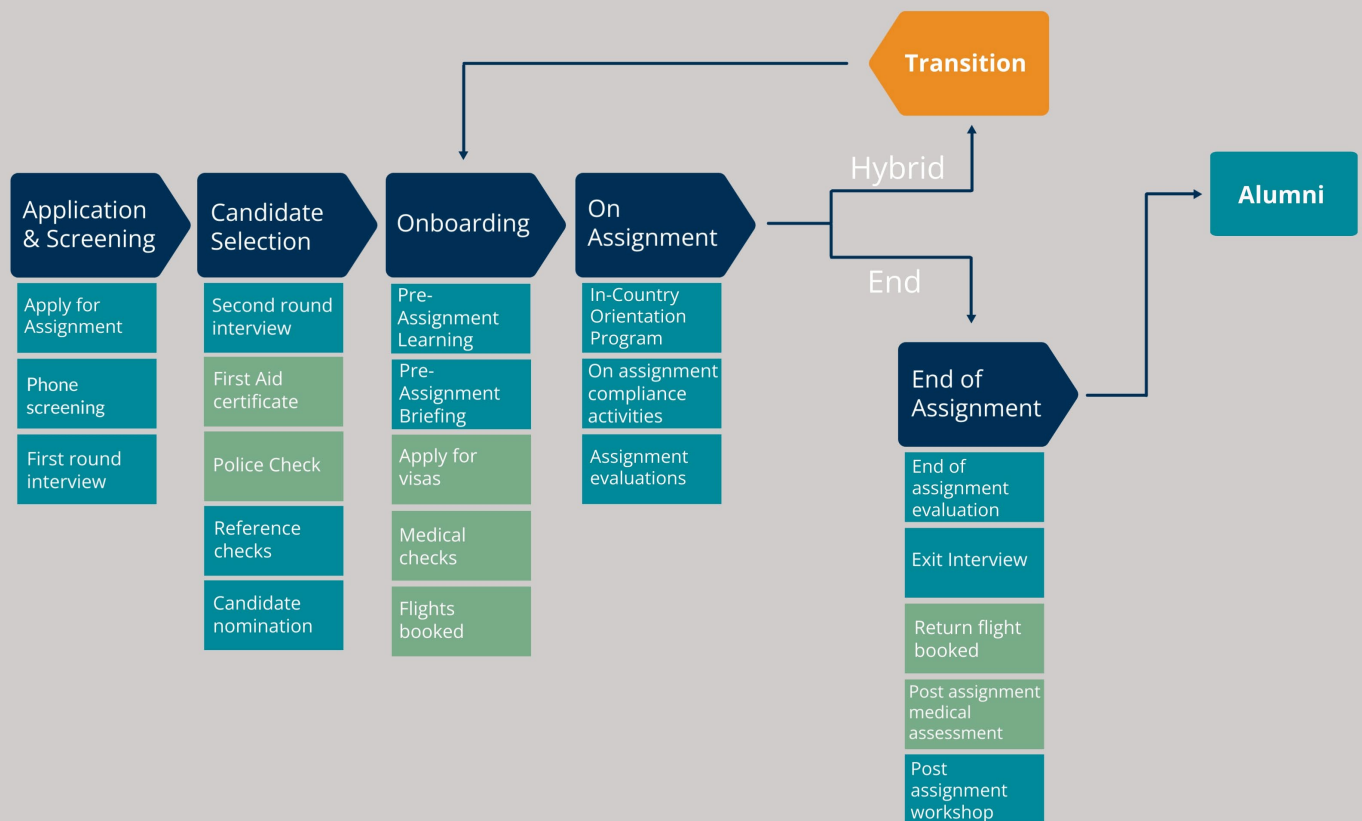 Transition
Hybrid
Alumni
Application
& Screening
Candidate
Selection
Onboarding
On
Assignment
End
Apply for
Assignment
Phone
screening
First round
interview
Second round
interview
First Aid
certificate
Police Check
Reference
checks
Candidate
nomination
Pre-
Assignment
Learning
Pre-
Assignment
Briefing
Apply for
visas
Medical
checks
Flights
booked
In-Country
Orientation
Program
On assignment
compliance
activities
Assignment
evaluations
End of
Assignment
End of
assignment
evaluation
Exit Interview
Return flight
booked
Post assignment
medical
assessment
Post
assignment
workshop